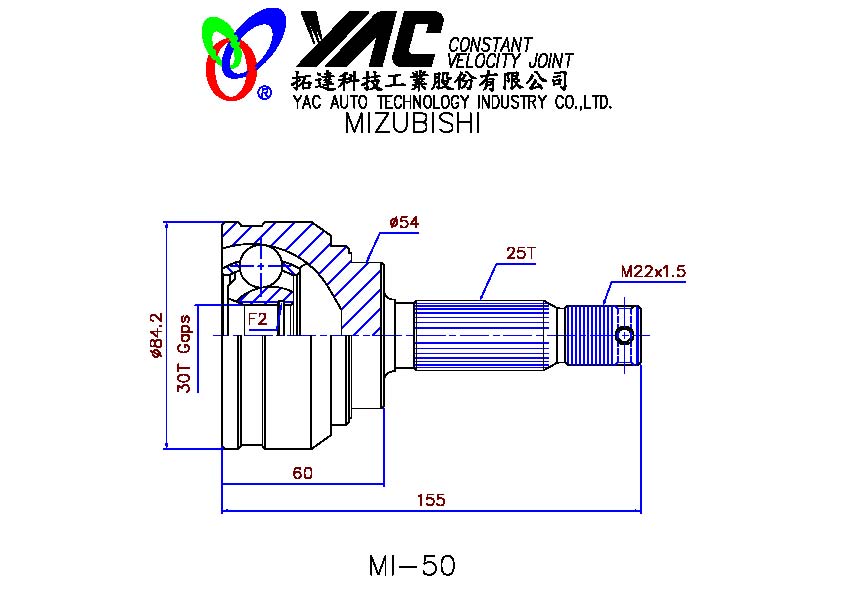 YAC CONSTANT
VELOCITY JOINT
®
拓達科技工業股份有限公司
YAC AUTO TECHNOLOGY INDUSTRY CO.,LTD.
MIZUBISHI
ø54
25T
M22x1.5
F2
ø84.2
30T Gaps
60
155
MI-50